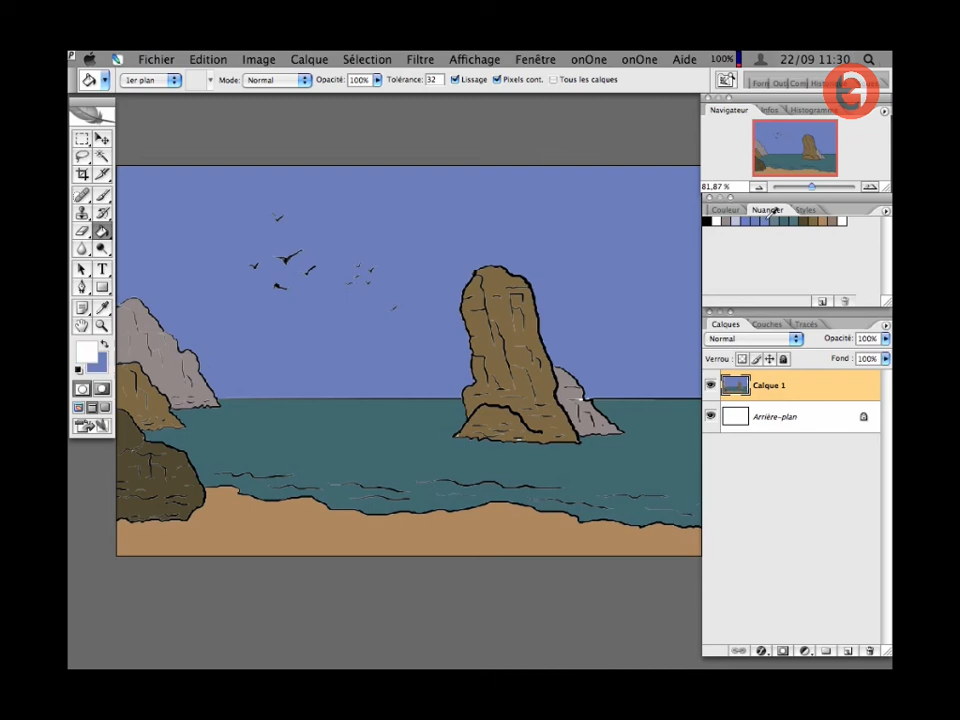 Fichier Edition Image Calque Sélection Filtre Affichage Fenêtre onOne onOne Aide 100% 22/09 11:30
1er plan Mode: Normal Opacité: 100% Tolérance: 32 Lissage Pixels cont. Tous les calques
Navigateur Infos Histogramme
81,87 %
Couleur Nuancier Styles
Calques Couches Tracés
Normal Opacité: 100%
Verrou : Fond : 100%
Calque 1
Arrière-plan